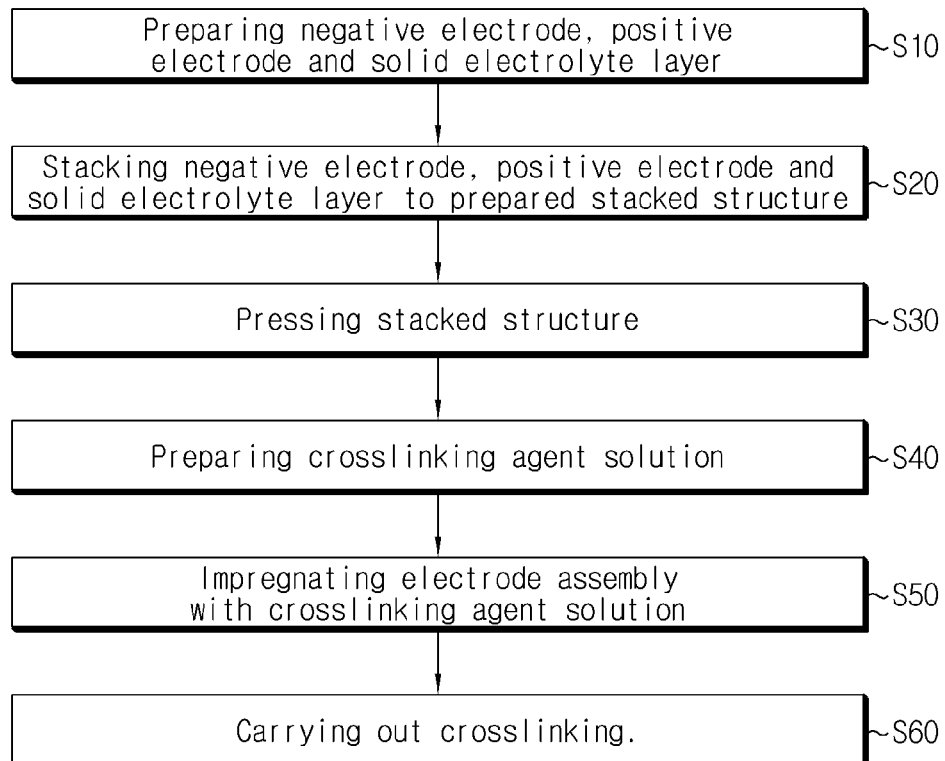 Preparing negative electrode, positive
electrode and solid electrolyte layer
~S10
Stacking negative electrode, positive electrode and
solid electrolyte layer to prepared stacked structure
~S20
Pressing stacked structure
~S30
Preparing crosslinking agent solution
~S40
Impregnating electrode assembly
with crosslinking agent solution
~S50
Carrying out crosslinking.
~S60